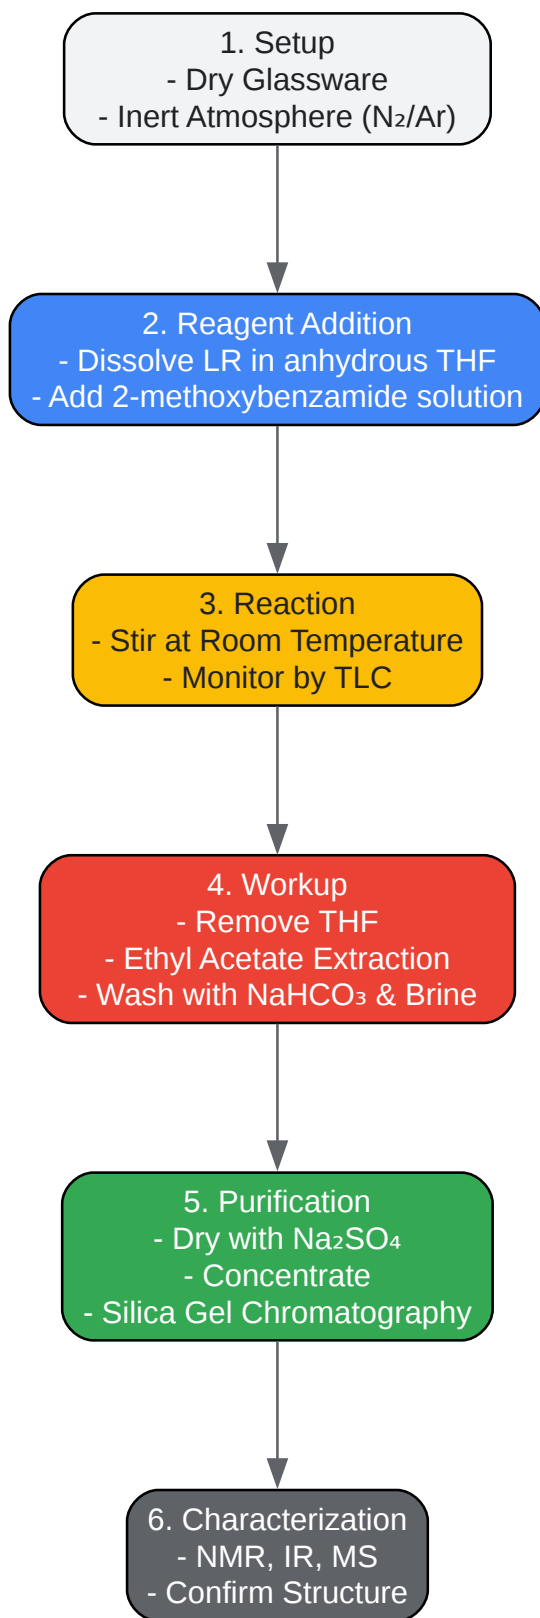 1. Setup
- Dry Glassware
- Inert Atmosphere (N₂/Ar)
2. Reagent Addition
- Dissolve LR in anhydrous THF
- Add 2-methoxybenzamide solution
3. Reaction
- Stir at Room Temperature
- Monitor by TLC
4. Workup
- Remove THF
- Ethyl Acetate Extraction
- Wash with NaHCO₃ & Brine
5. Purification
- Dry with Na₂SO₄
- Concentrate
- Silica Gel Chromatography
6. Characterization
- NMR, IR, MS
- Confirm Structure